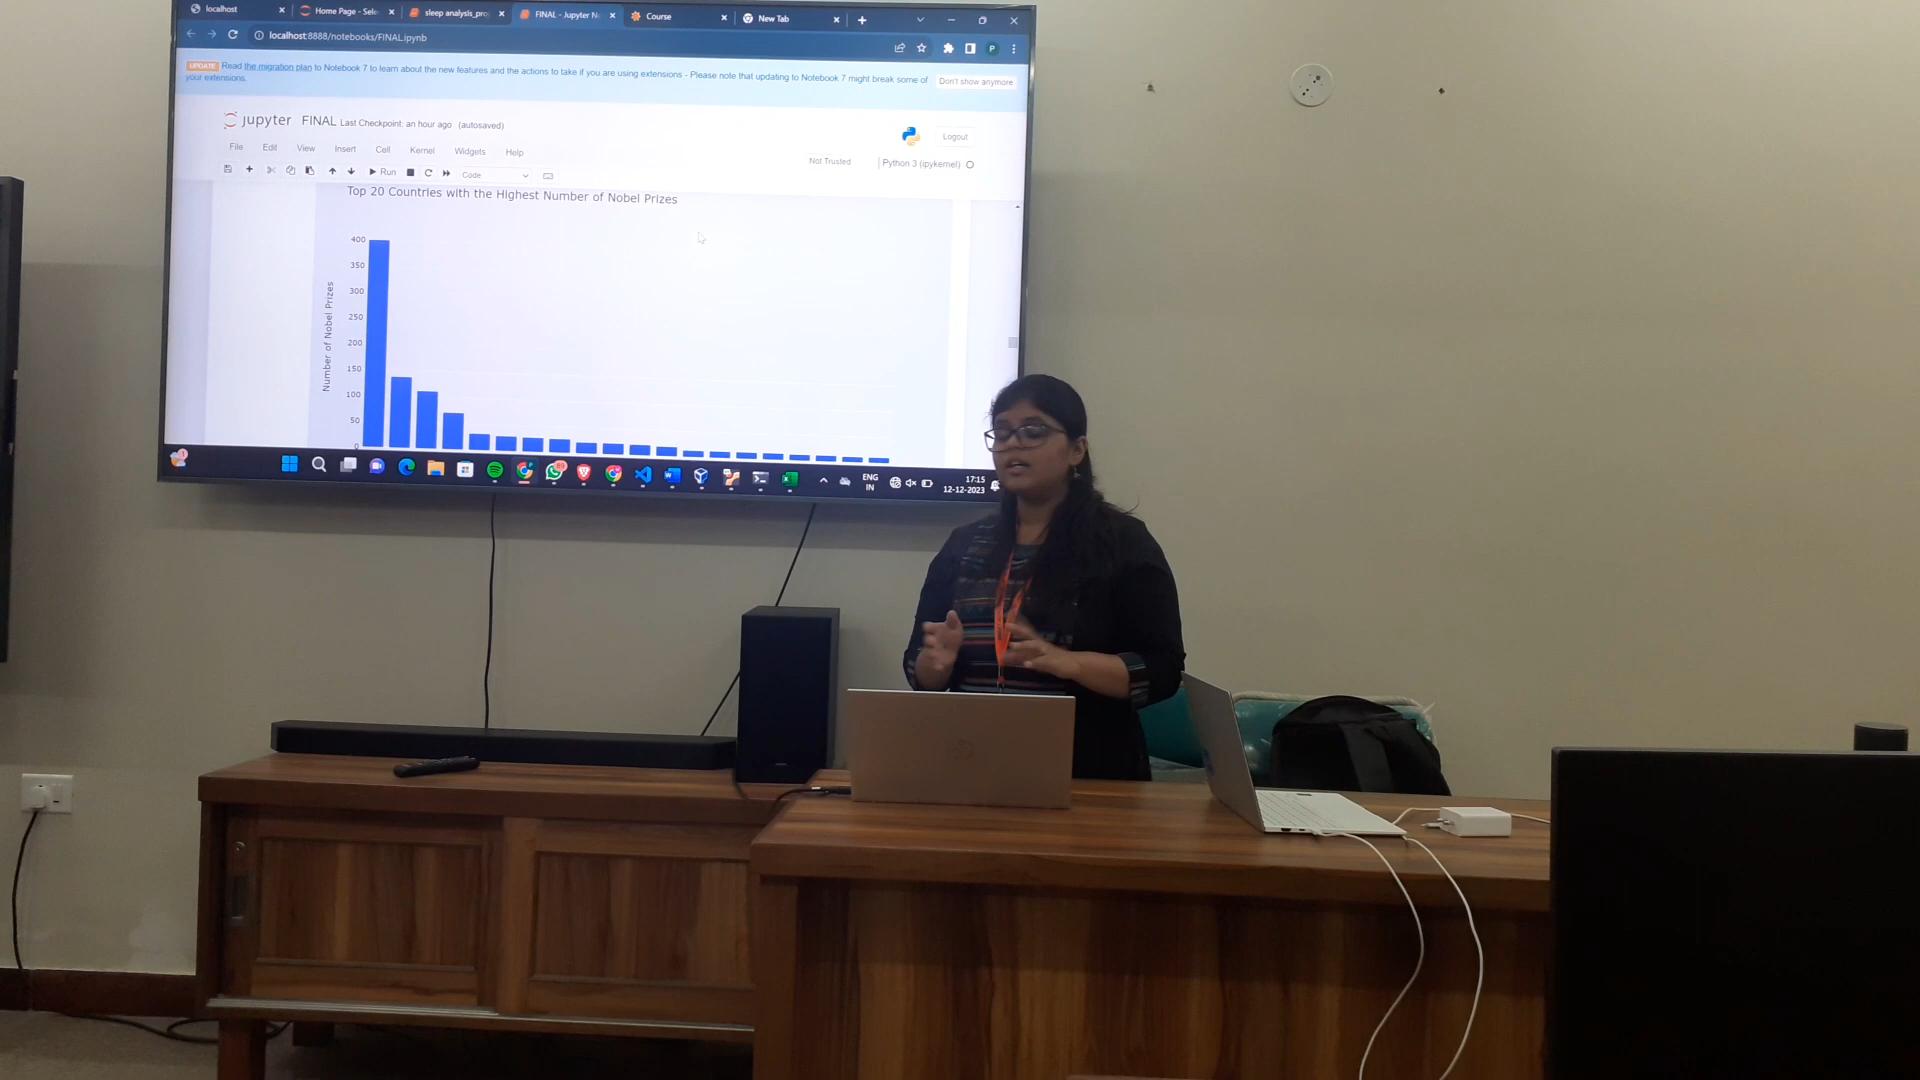 localhost
Home Page - Sele
sleep analysis_pro
FINAL - Jupyter N
Course
New Tab
localhost:8888/notebooks/FINAL.ipynb
P
UPDATE Read the migration plan to Notebook 7 to learn about the new features and the actions to take if you are using extensions - Please note that updating to Notebook 7 might break some of
your extensions.
Don't show anymore
jupyter FINAL Last Checkpoint: an hour ago (autosaved)
Logout
File Edit View Insert Cell Kernel Widgets Help
Not Trusted
Python 3 (ipykernel)
Run
Code
Top 20 Countries with the Highest Number of Nobel Prizes
Number of Nobel Prizes
400
350
300
250
200
150
100
50
0
ENG
IN
17:15
12-12-2023